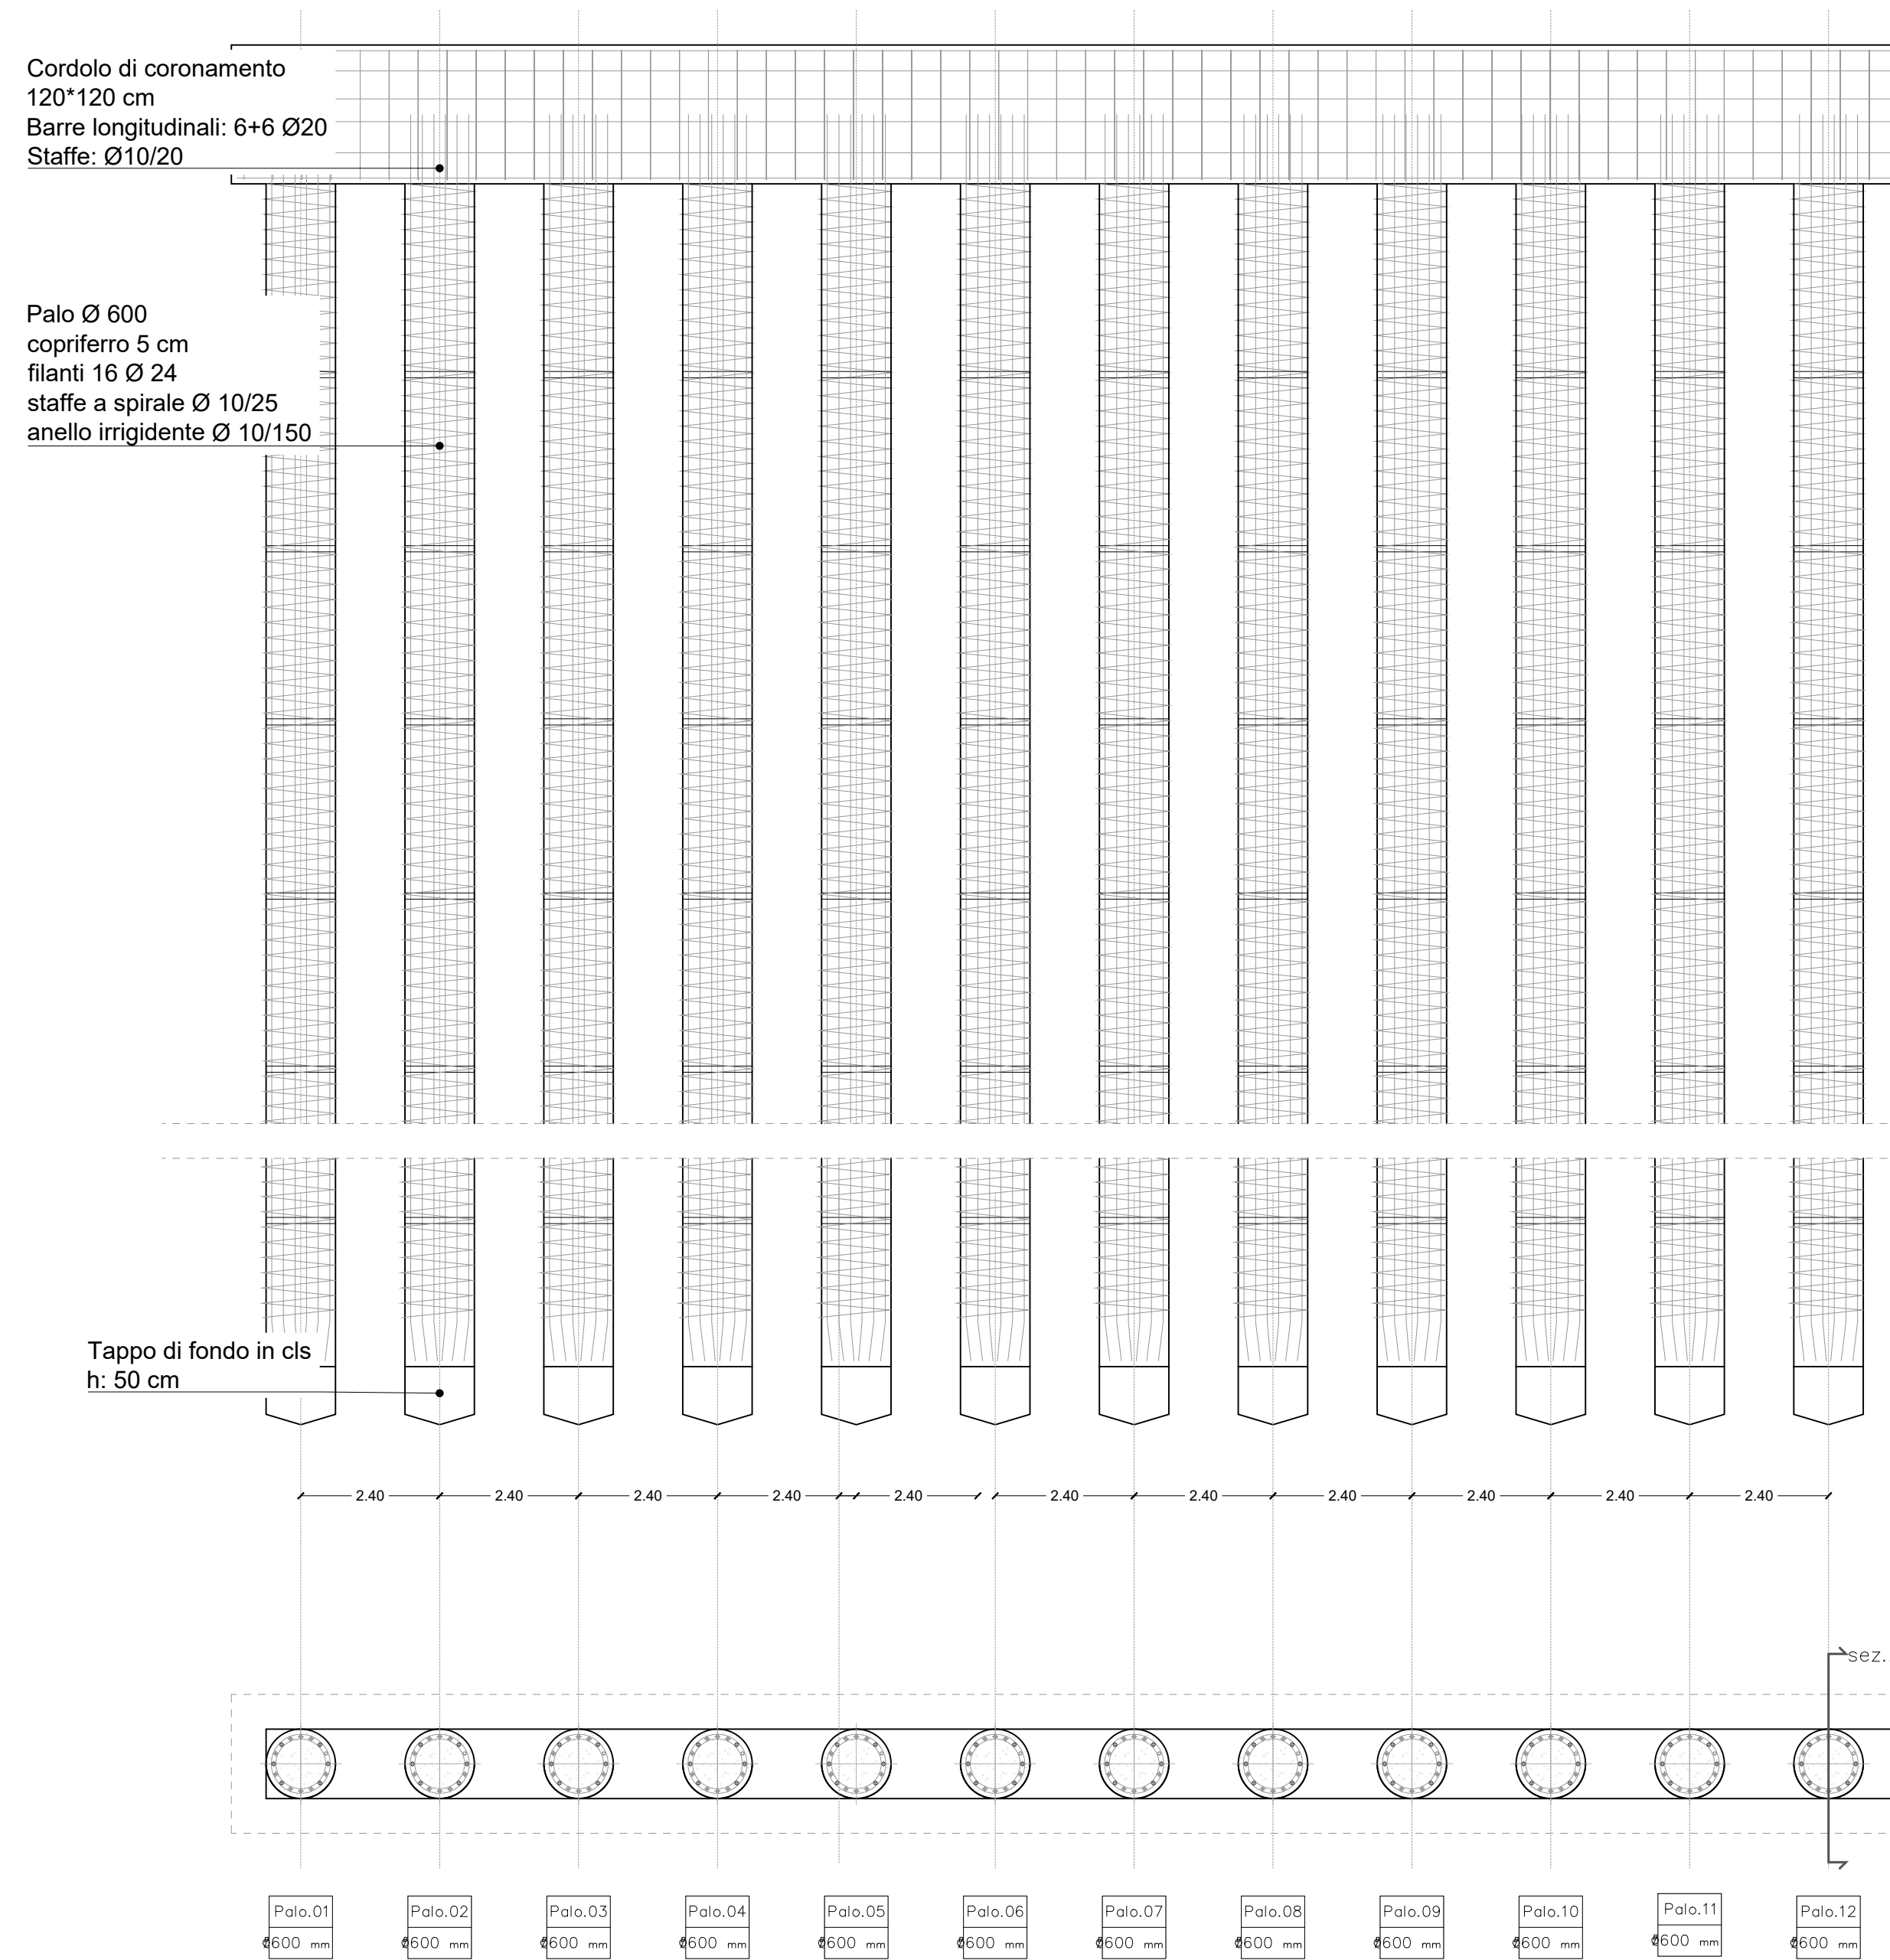 Cordolo di coronamento
120*120 cm
Barre longitudinali: 6+6 Ø20
Staffe: Ø10/20
Palo Ø 600
copriferro 5 cm
filanti 16 Ø 24
staffe a spirale Ø 10/25
anello irrigidente Ø 10/150
Tappo di fondo in cls
h: 50 cm
2.40 2.40 2.40 2.40 2.40 2.40 2.40 2.40 2.40 2.40 2.40
sez.
Palo.01 Palo.02 Palo.03 Palo.04 Palo.05 Palo.06 Palo.07 Palo.08 Palo.09 Palo.10 Palo.11 Palo.12
Ø600 mm Ø600 mm Ø600 mm Ø600 mm Ø600 mm Ø600 mm Ø600 mm Ø600 mm Ø600 mm Ø600 mm Ø600 mm Ø600 mm